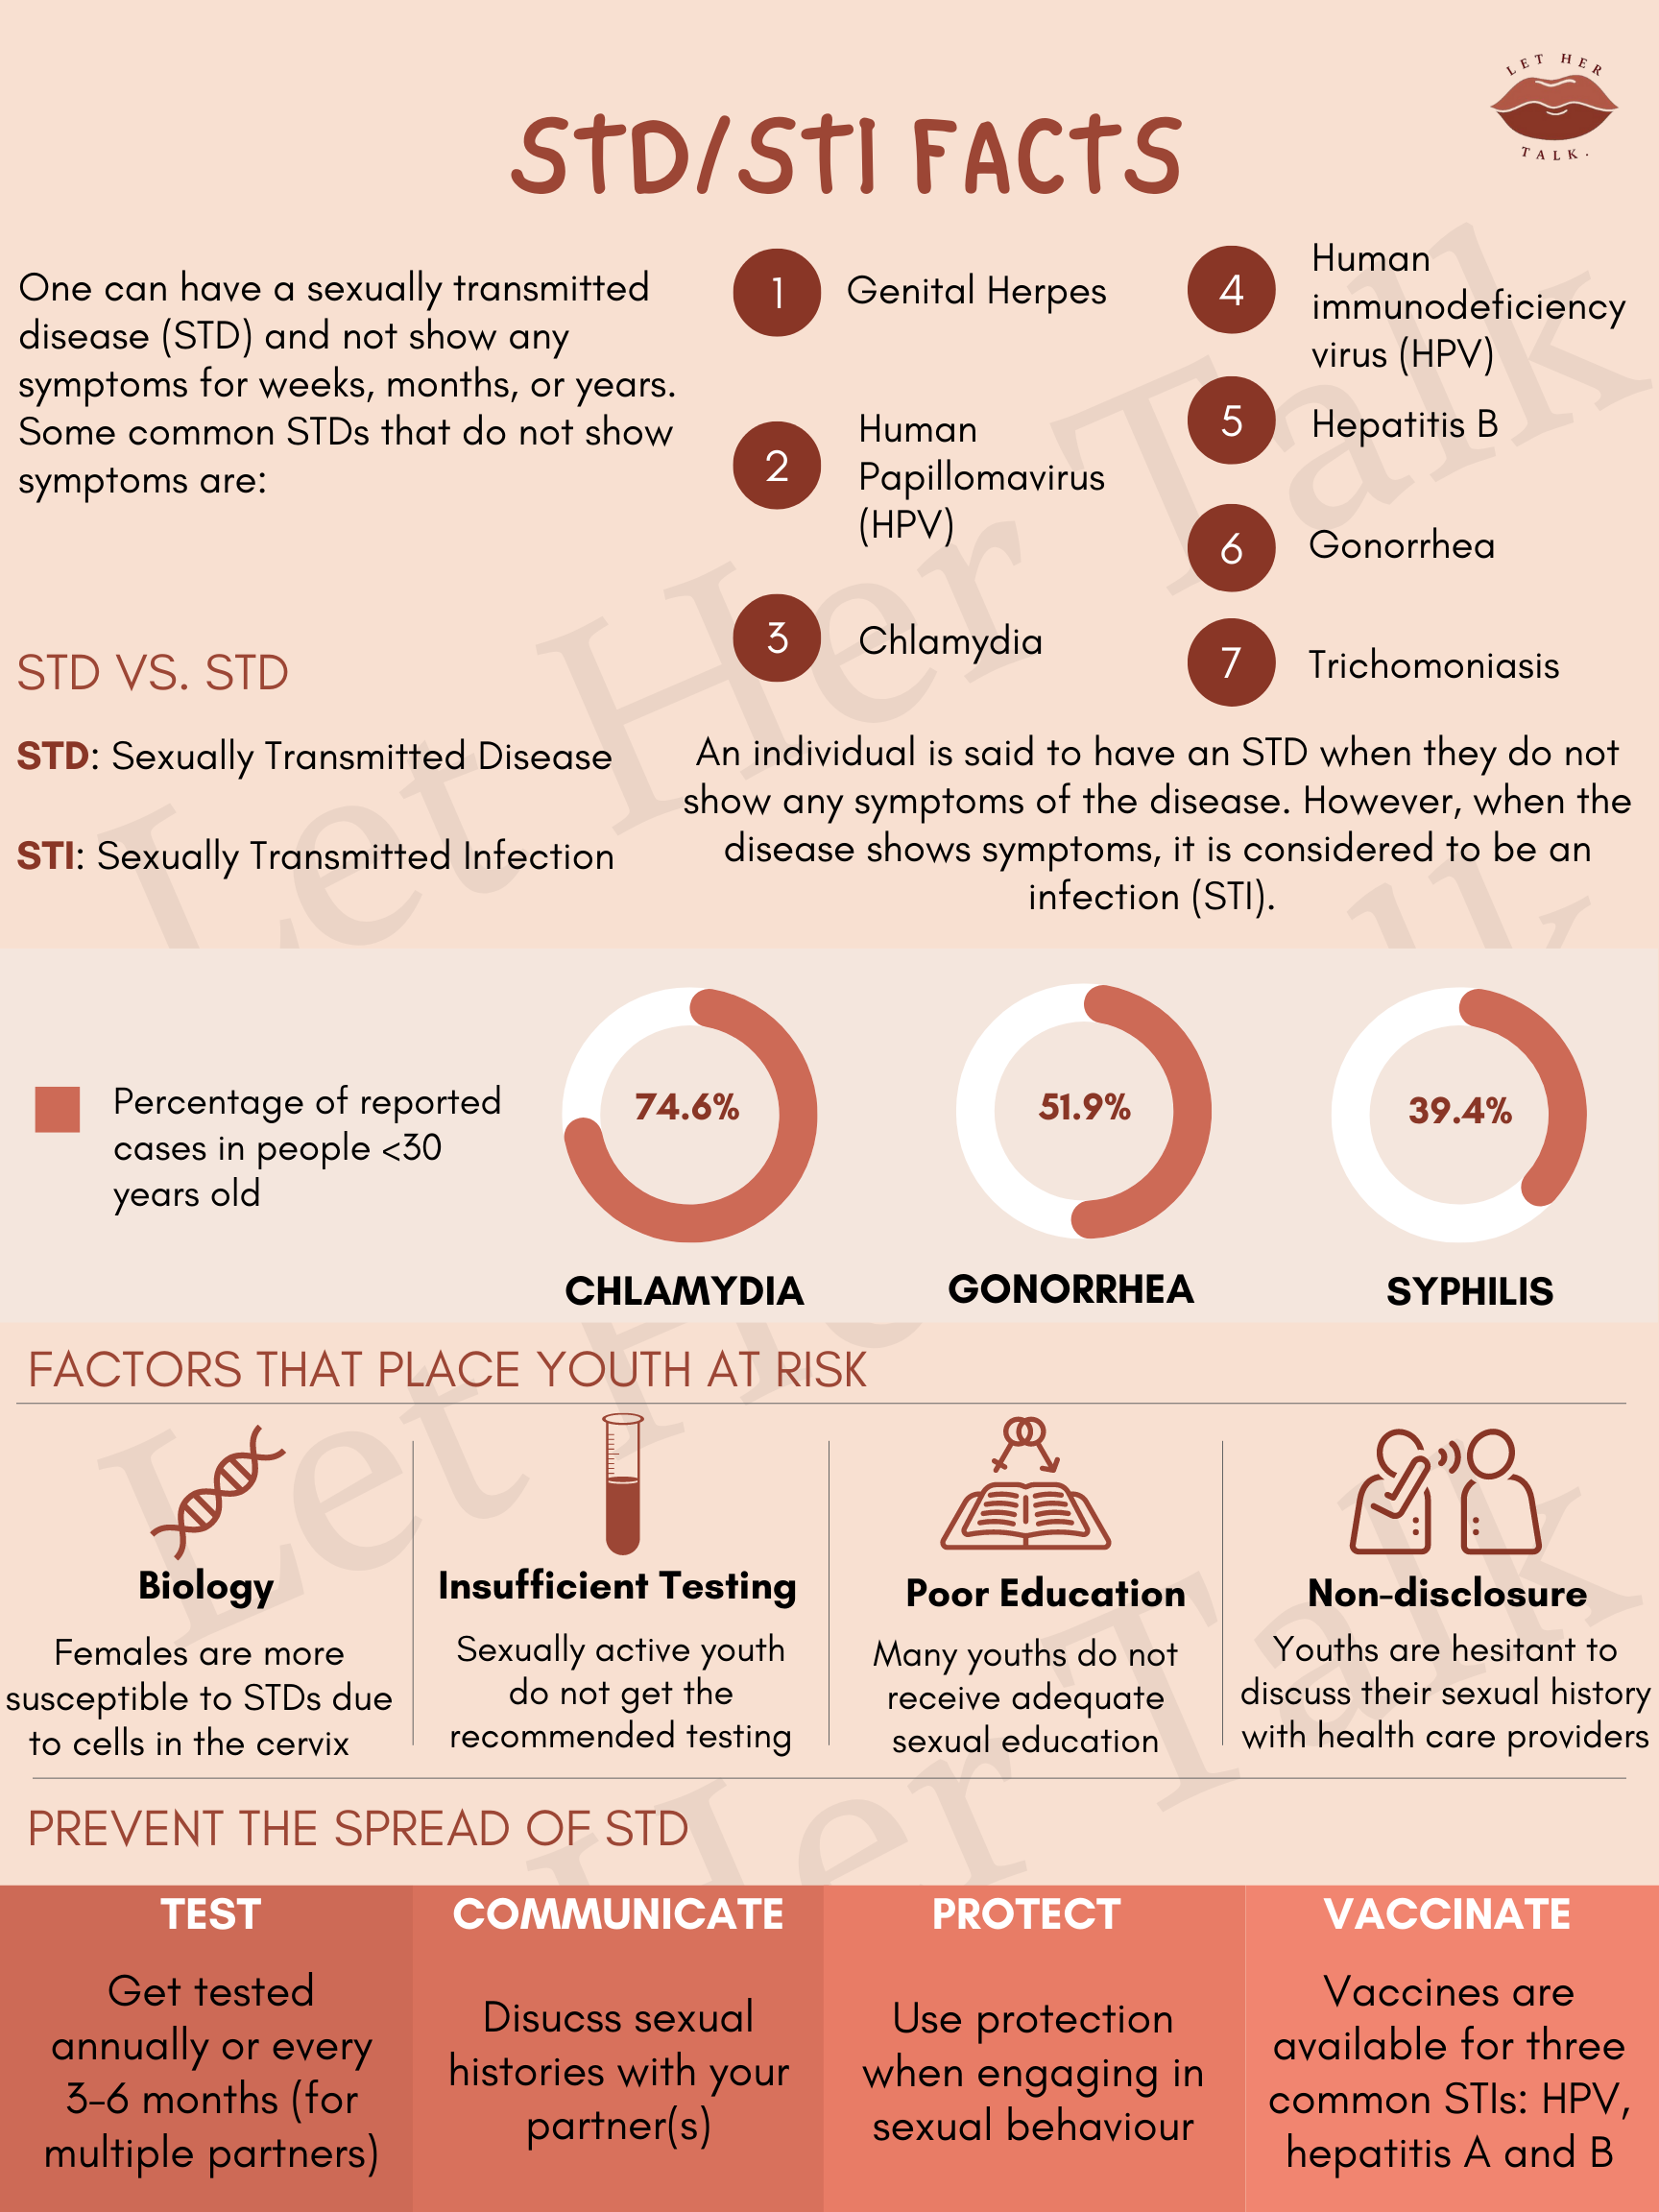 LET HER
TALK.
STD/STI FACTS
One can have a sexually transmitted
disease (STD) and not show any
symptoms for weeks, months, or years.
Some common STDs that do not show
symptoms are:
1
Genital Herpes
2
Human
Papillomavirus
(HPV)
3
Chlamydia
4
Human
immunodeficiency
virus (HPV)
5
Hepatitis B
6
Gonorrhea
7
Trichomoniasis
STD VS. STD
STD: Sexually Transmitted Disease
STI: Sexually Transmitted Infection
An individual is said to have an STD when they do not
show any symptoms of the disease. However, when the
disease shows symptoms, it is considered to be an
infection (STI).
Percentage of reported
cases in people <30
years old
74.6%
CHLAMYDIA
51.9%
GONORRHEA
39.4%
SYPHILIS
FACTORS THAT PLACE YOUTH AT RISK
Biology
Females are more
susceptible to STDs due
to cells in the cervix
Insufficient Testing
Sexually active youth
do not get the
recommended testing
Poor Education
Many youths do not
receive adequate
sexual education
Non-disclosure
Youths are hesitant to
discuss their sexual history
with health care providers
PREVENT THE SPREAD OF STD
TEST
Get tested
annually or every
3-6 months (for
multiple partners)
COMMUNICATE
Disucss sexual
histories with your
partner(s)
PROTECT
Use protection
when engaging in
sexual behaviour
VACCINATE
Vaccines are
available for three
common STIs: HPV,
hepatitis A and B
Let Her Talk
Let Her Talk
Her Talk